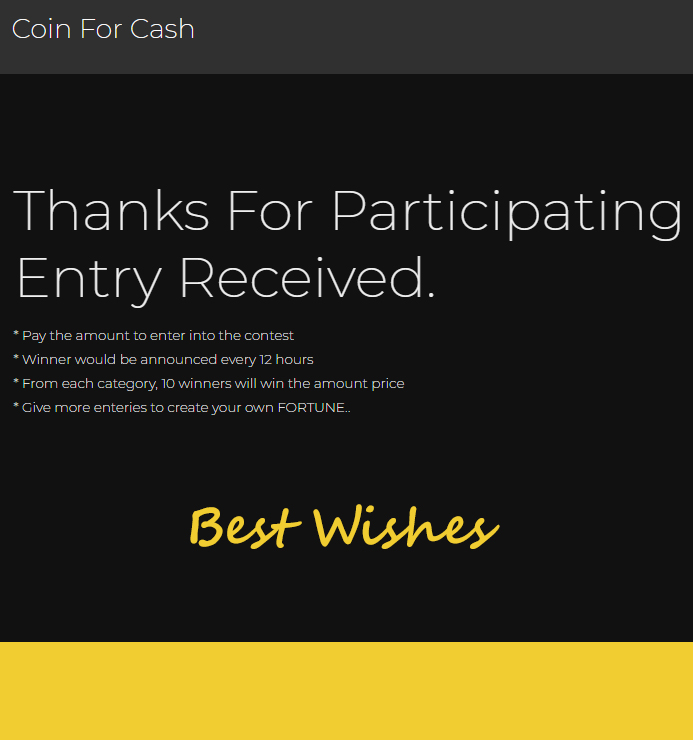 Coin For Cash
Thanks For Participating
Entry Received.
* Pay the amount to enter into the contest
* Winner would be announced every 12 hours
* From each category, 10 winners will win the amount price
* Give more enteries to create your own FORTUNE..
Best Wishes